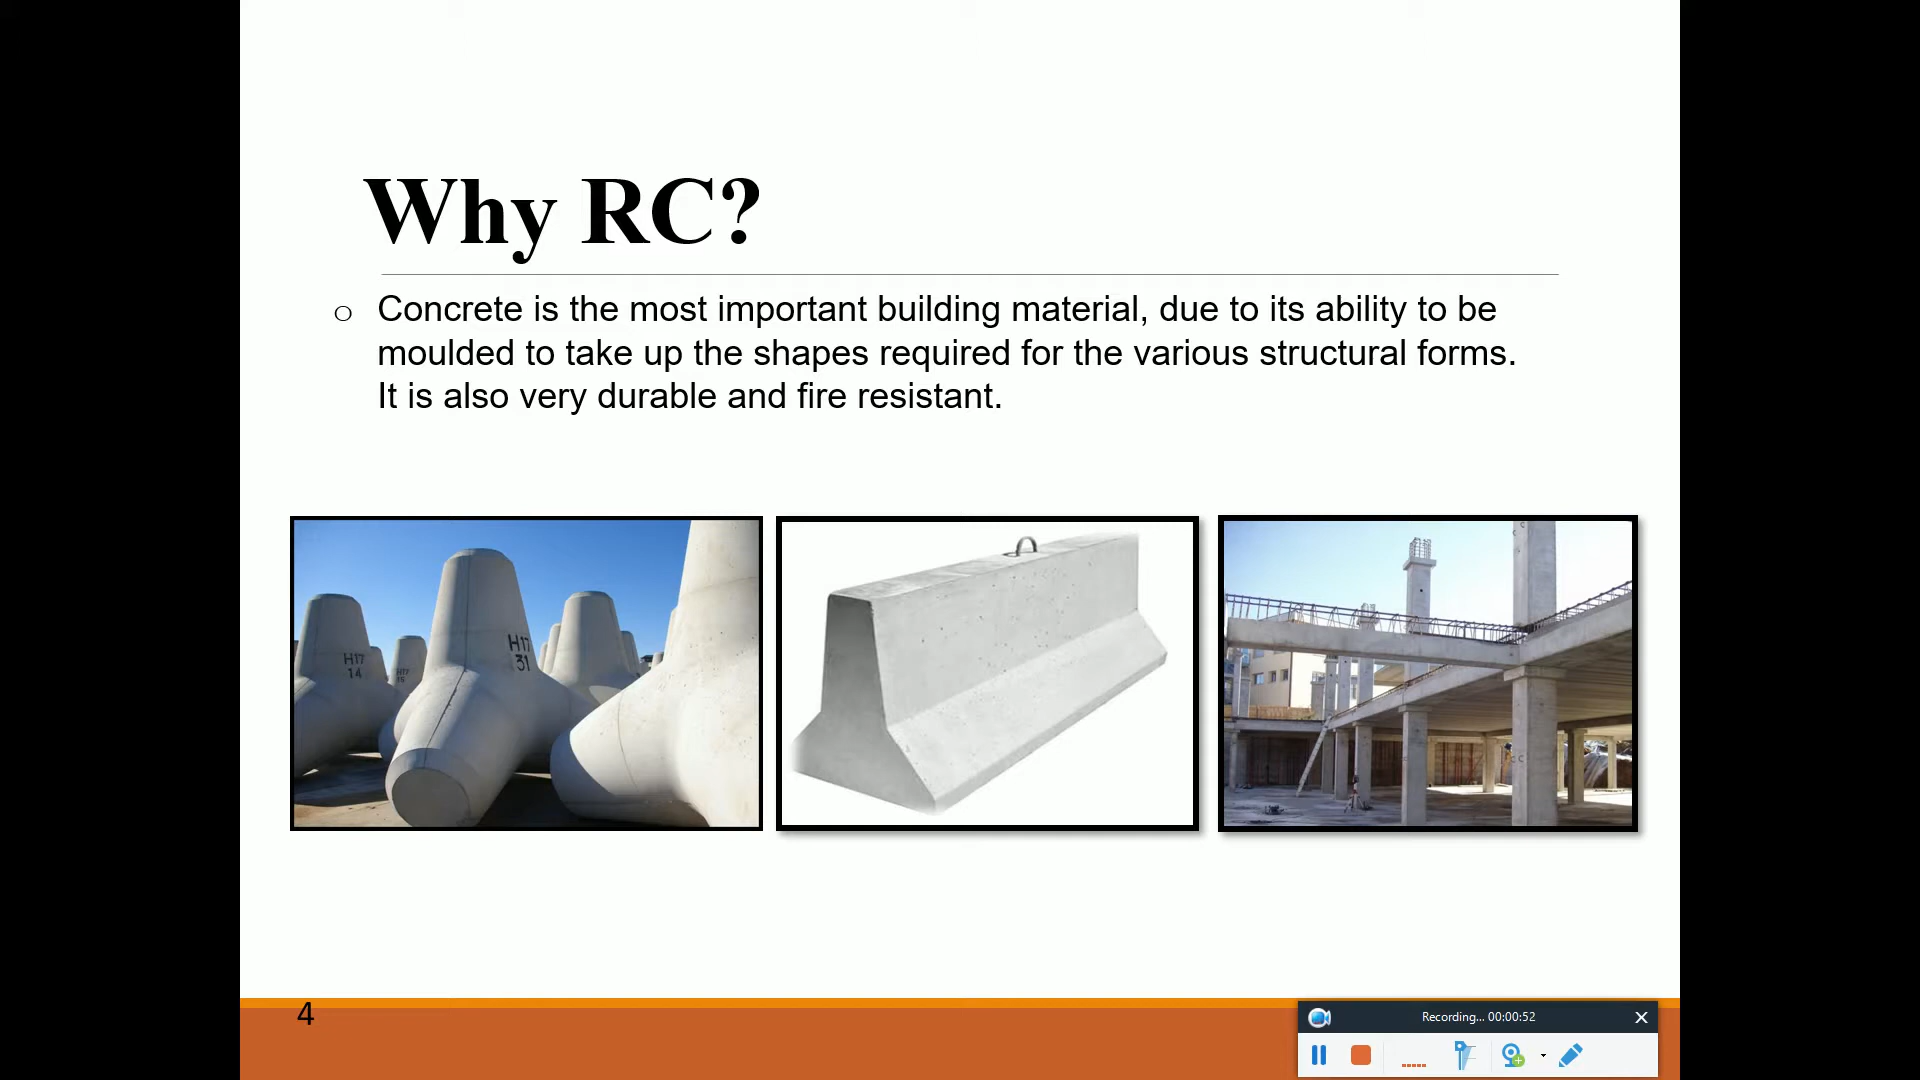 Why RC?
o Concrete is the most important building material, due to its ability to be
moulded to take up the shapes required for the various structural forms.
It is also very durable and fire resistant.
H17
14
H17
H17
31
4
Recording... 00:00:52